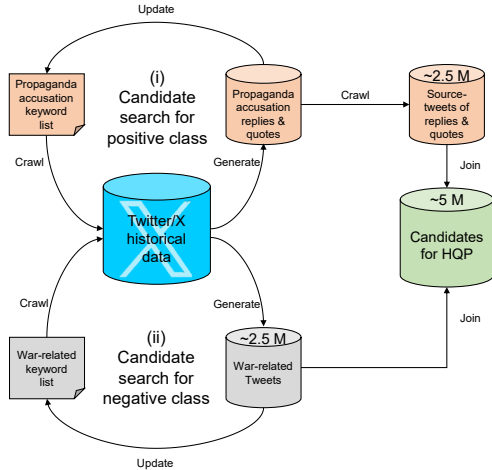 Update
Propaganda
accusation
keyword
list
(i)
Candidate
search for
positive class
Propaganda
accusation
replies &
quotes
Crawl
~2.5 M
Source-
tweets of
replies &
quotes
Crawl
Generate
Join
Twitter/X
historical
data
~5 M
Candidates
for HQP
Crawl
Generate
Join
War-related
keyword
list
(ii)
Candidate
search for
negative class
~2.5 M
War-related
Tweets
Update